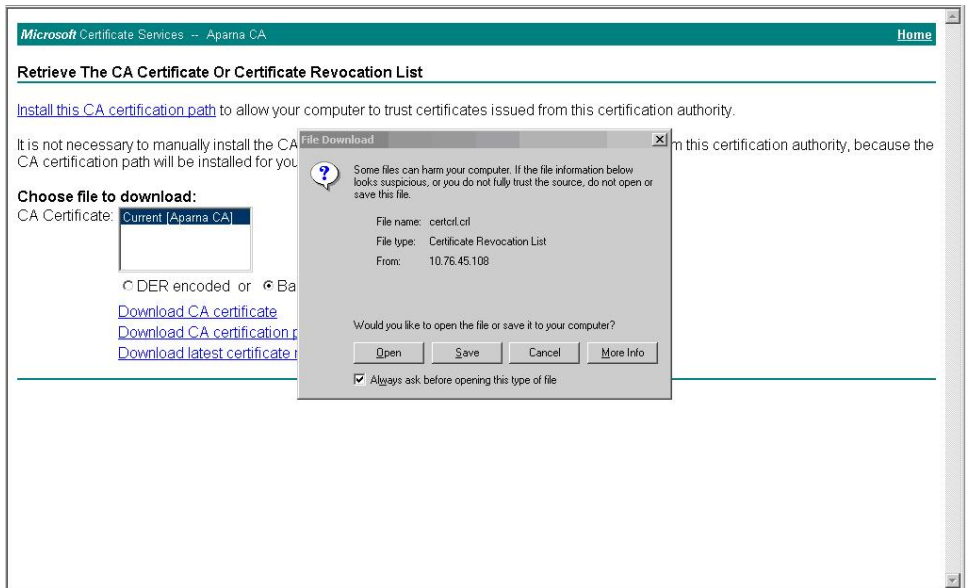 Microsoft Certificate Services -- Aparna CA Home
Retrieve The CA Certificate Or Certificate Revocation List
Install this CA certification path to allow your computer to trust certificates issued from this certification authority.
It is not necessary to manually install the CA m this certification authority, because the
CA certification path will be installed for you
Choose file to download:
CA Certificate: Current [Aparna CA]
DER encoded or Ba
Download CA certificate
Download CA certification p
Download latest certificate r
File Download
Some files can harm your computer. If the file information below
looks suspicious, or you do not fully trust the source, do not open or
save this file.
File name: certcrl.crl
File type: Certificate Revocation List
From: 10.76.45.108
Would you like to open the file or save it to your computer?
Open Save Cancel More Info
Always ask before opening this type of file